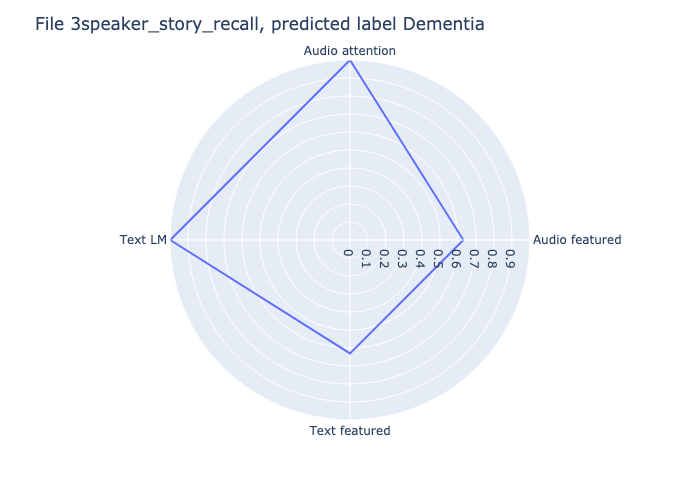 File 3speaker_story_recall, predicted label Dementia
Audio attention
Text LM
Audio featured
0
0.1
0.2
0.3
0.4
0.5
0.6
0.7
0.8
0.9
Text featured